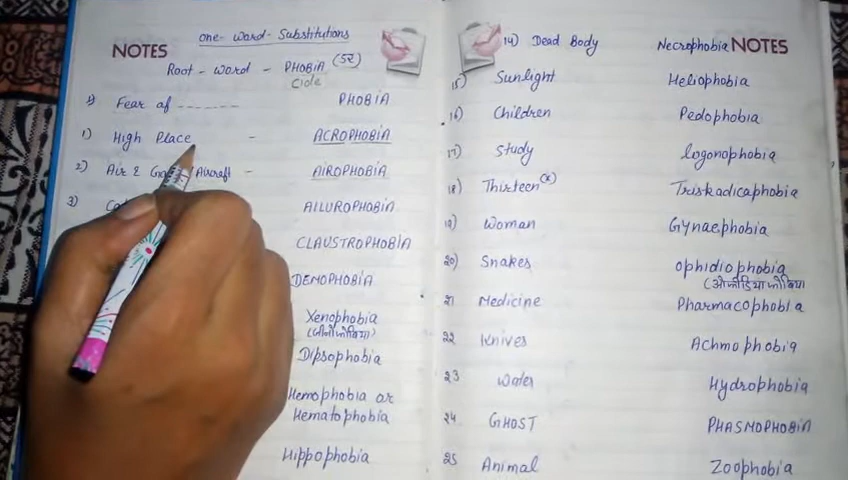 NOTES
One-Word-Substitutions
Root-word - PHOBIA (डर)
Cide
Fear of PHOBIA
1) High Place - ACROPHOBIA
2) Air & Aircraft - AIROPHOBIA
3) AILUROPHOBIA
CLAUSTROPHOBIA
DEMOPHOBIA
Xenophobia
(जीनोफोबिया)
Dipsophobia
Hemophobia or
Hematophobia
Hippophobia
NOTES
14) Dead Body Necrophobia
15) Sunlight Heliophobia
16) Children Pedophobia
17) Study logonophobia
18) Thirteen(*) Triskadicaphobia
19) Woman Gynaephobia
20) Snakes Ophidiophobia
(ओफीडियाफोबिया)
21 Medicine Pharmacophobia
22 Knives Achmophobia
23 Water Hydrophobia
24 GHOST PHASMOPHOBIA
25 Animal Zoophobia